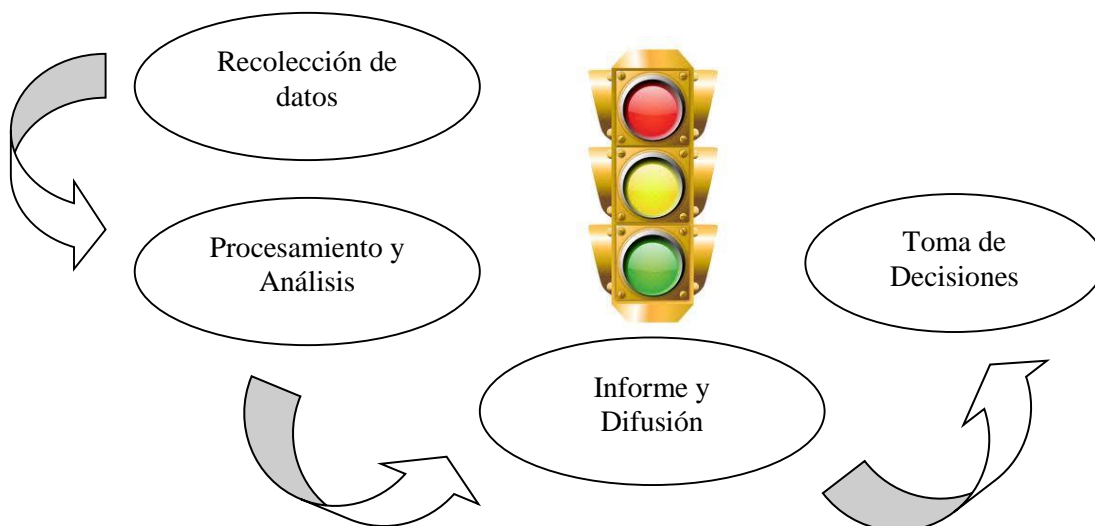 Recolección de
datos
Procesamiento y
Análisis
Informe y
Difusión
Toma de
Decisiones